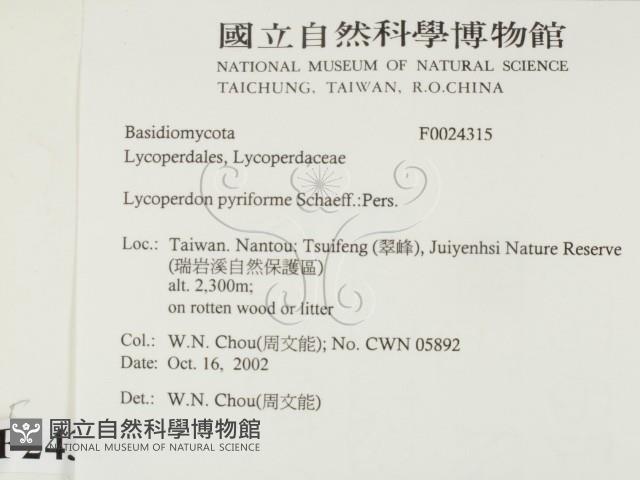 國立自然科學博物館
NATIONAL MUSEUM OF NATURAL SCIENCE
TAICHUNG, TAIWAN, R.O.CHINA
Basidiomycota F0024315
Lycoperdales, Lycoperdaceae
Lycoperdon pyriforme Schaeff.:Pers.
Loc.: Taiwan. Nantou; Tsuifeng (翠峰), Juiyenhsi Nature Reserve
(瑞岩溪自然保護區)
alt. 2,300m;
on rotten wood or litter
Col.: W.N. Chou(周文能); No. CWN 05892
Date: Oct. 16, 2002
Det.: W.N. Chou(周文能)
國立自然科學博物館
NATIONAL MUSEUM OF NATURAL SCIENCE